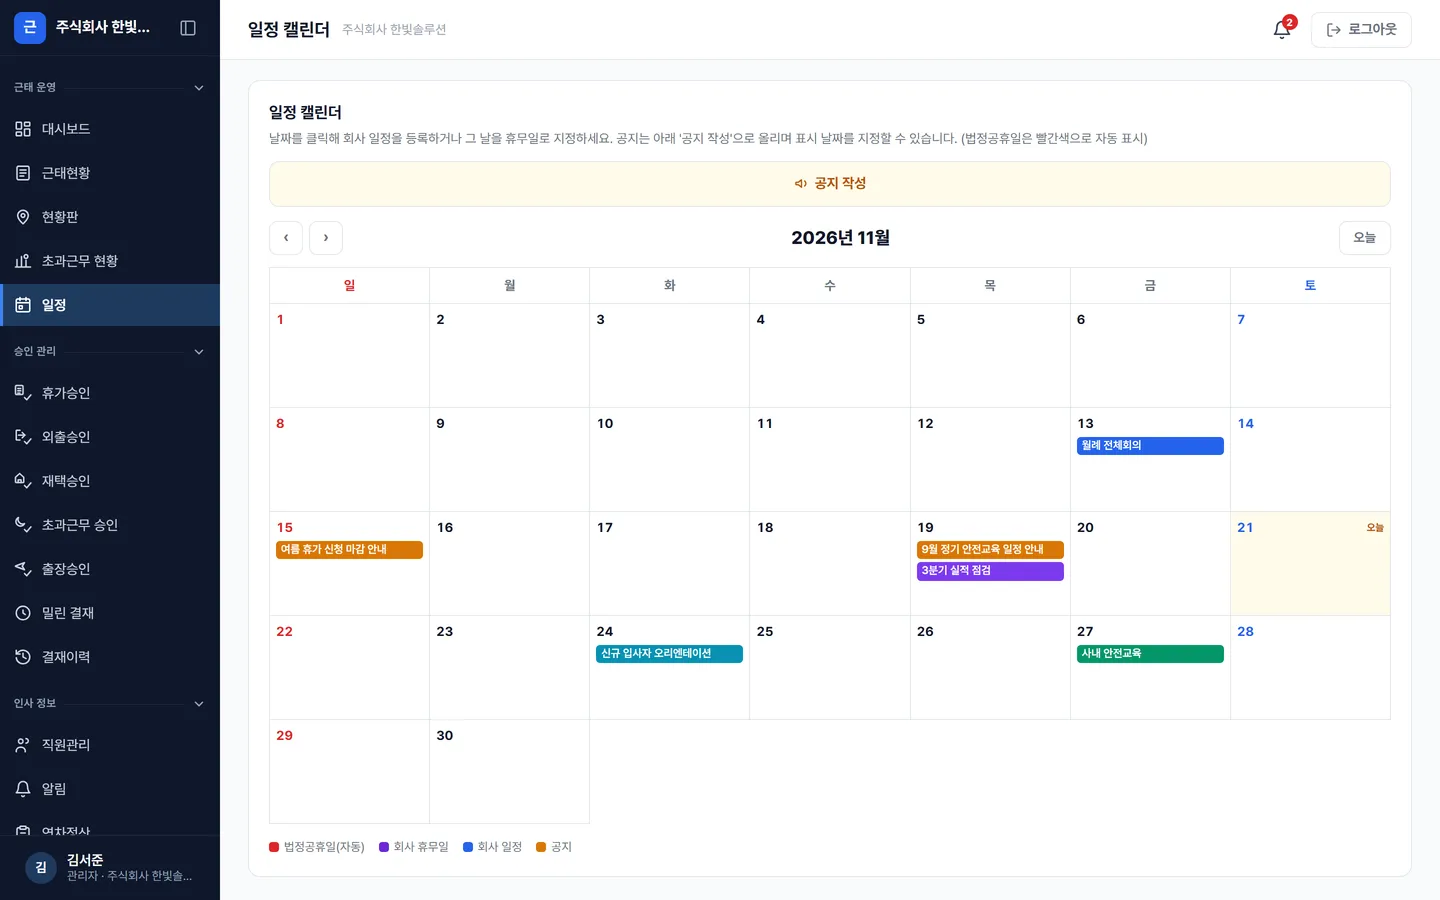 근
주식회사 한빛...
근태 운영
대시보드
근태현황
현황판
초과근무 현황
일정
승인 관리
휴가승인
외출승인
재택승인
초과근무 승인
출장승인
밀린 결재
결재이력
인사 정보
직원관리
알림
연차정산
김
김서준
관리자 · 주식회사 한빛솔...
일정 캘린더
주식회사 한빛솔루션
2
로그아웃
일정 캘린더
날짜를 클릭해 회사 일정을 등록하거나 그 날을 휴무일로 지정하세요. 공지는 아래 '공지 작성'으로 올리며 표시 날짜를 지정할 수 있습니다. (법정공휴일은 빨간색으로 자동 표시)
공지 작성
‹ › 2026년 11월 오늘
일 월 화 수 목 금 토
1 2 3 4 5 6 7
8 9 10 11 12 13 14
월례 전체회의
15 16 17 18 19 20 21 오늘
여름 휴가 신청 마감 안내 9월 정기 안전교육 일정 안내
3분기 실적 점검
22 23 24 25 26 27 28
신규 입사자 오리엔테이션 사내 안전교육
29 30
법정공휴일(자동) 회사 휴무일 회사 일정 공지